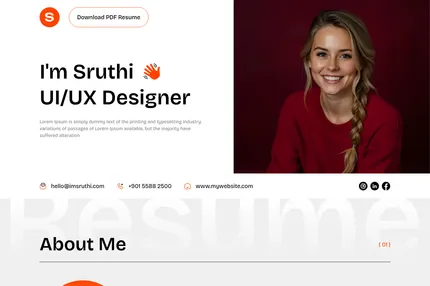 S
Download PDF Resume
I'm Sruthi
UI/UX Designer
Lorem Ipsum is simply dummy text of the printing and typesetting industry.
variations of passages of Lorem Ipsum available, but the majority have
suffered alteration
hello@imsruthi.com
+901 5588 2500
www.mywebsite.com
Resume
About Me
( 01 )